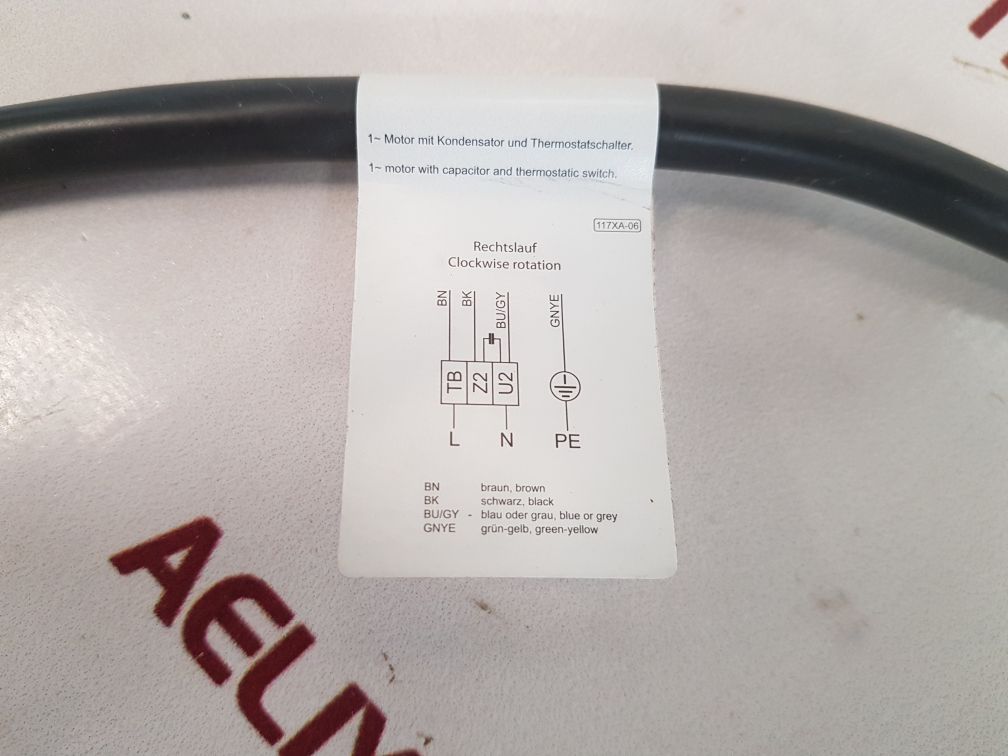 1~ Motor mit Kondensator und Thermostatschalter.
1~ motor with capacitor and thermostatic switch.
117XA-06
Rechtslauf
Clockwise rotation
BN BK BU/GY GNYE
TB Z2 U2
L N PE
BN braun, brown
BK schwarz, black
BU/GY - blau oder grau, blue or grey
GNYE grün-gelb, green-yellow